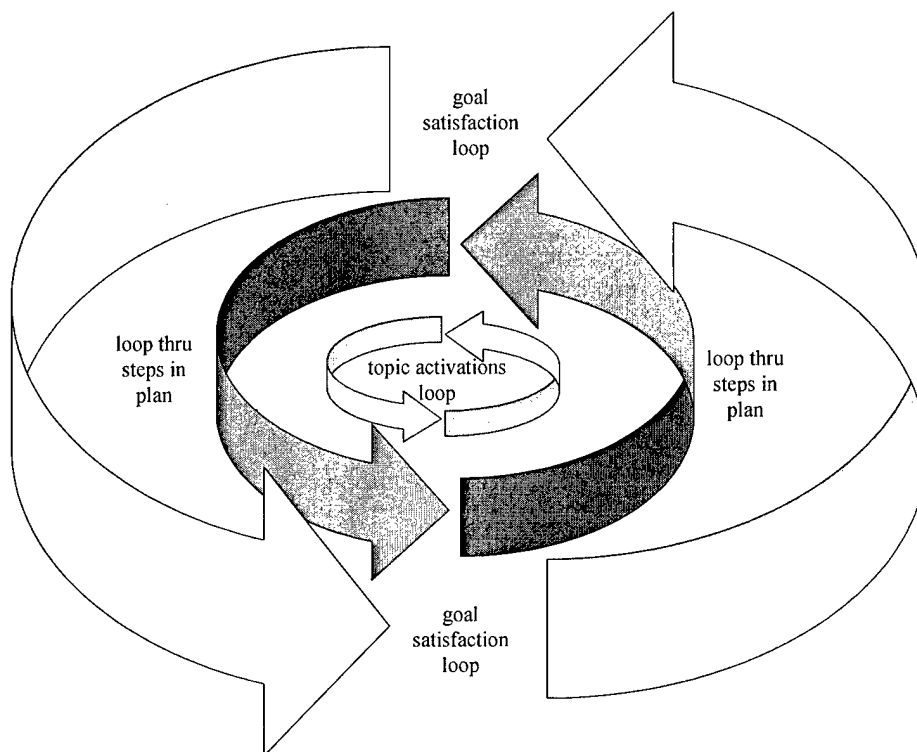 goal
satisfaction
loop
loop thru
steps in
plan
topic activations
loop
loop thru
steps in
plan
goal
satisfaction
loop